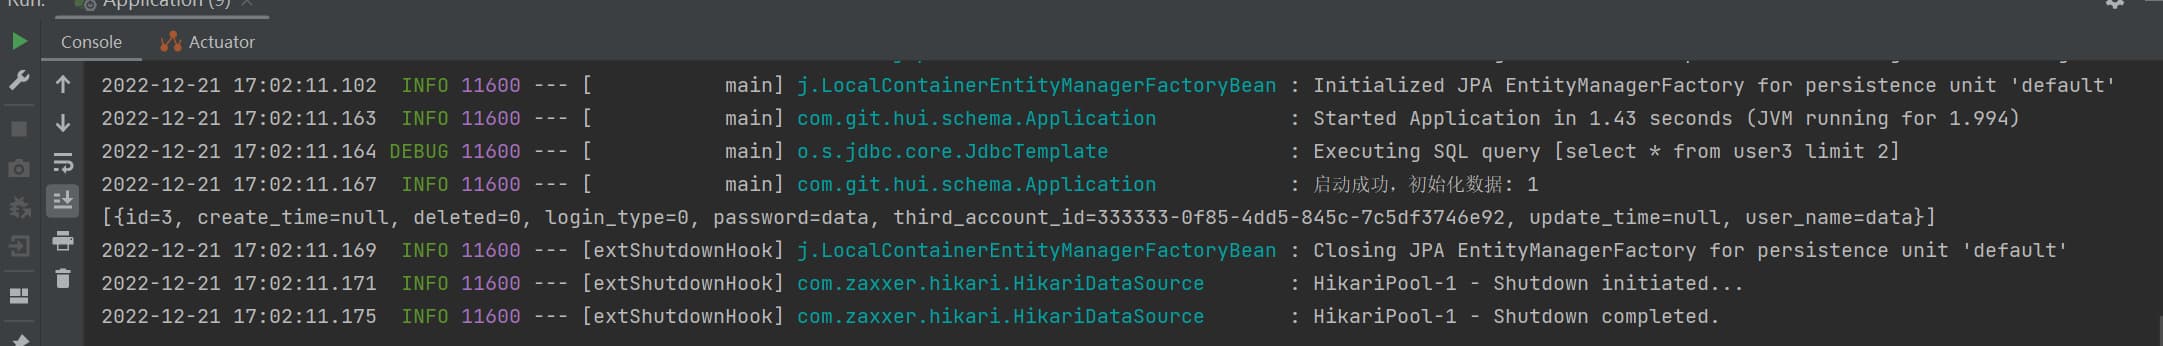 Run: Application (9)
Console Actuator
2022-12-21 17:02:11.102 INFO 11600 --- [ main] j.LocalContainerEntityManagerFactoryBean : Initialized JPA EntityManagerFactory for persistence unit 'default'
2022-12-21 17:02:11.163 INFO 11600 --- [ main] com.git.hui.schema.Application : Started Application in 1.43 seconds (JVM running for 1.994)
2022-12-21 17:02:11.164 DEBUG 11600 --- [ main] o.s.jdbc.core.JdbcTemplate : Executing SQL query [select * from user3 limit 2]
2022-12-21 17:02:11.167 INFO 11600 --- [ main] com.git.hui.schema.Application : 启动成功，初始化数据: 1
[{id=3, create_time=null, deleted=0, login_type=0, password=data, third_account_id=333333-0f85-4dd5-845c-7c5df3746e92, update_time=null, user_name=data}]
2022-12-21 17:02:11.169 INFO 11600 --- [extShutdownHook] j.LocalContainerEntityManagerFactoryBean : Closing JPA EntityManagerFactory for persistence unit 'default'
2022-12-21 17:02:11.171 INFO 11600 --- [extShutdownHook] com.zaxxer.hikari.HikariDataSource : HikariPool-1 - Shutdown initiated...
2022-12-21 17:02:11.175 INFO 11600 --- [extShutdownHook] com.zaxxer.hikari.HikariDataSource : HikariPool-1 - Shutdown completed.